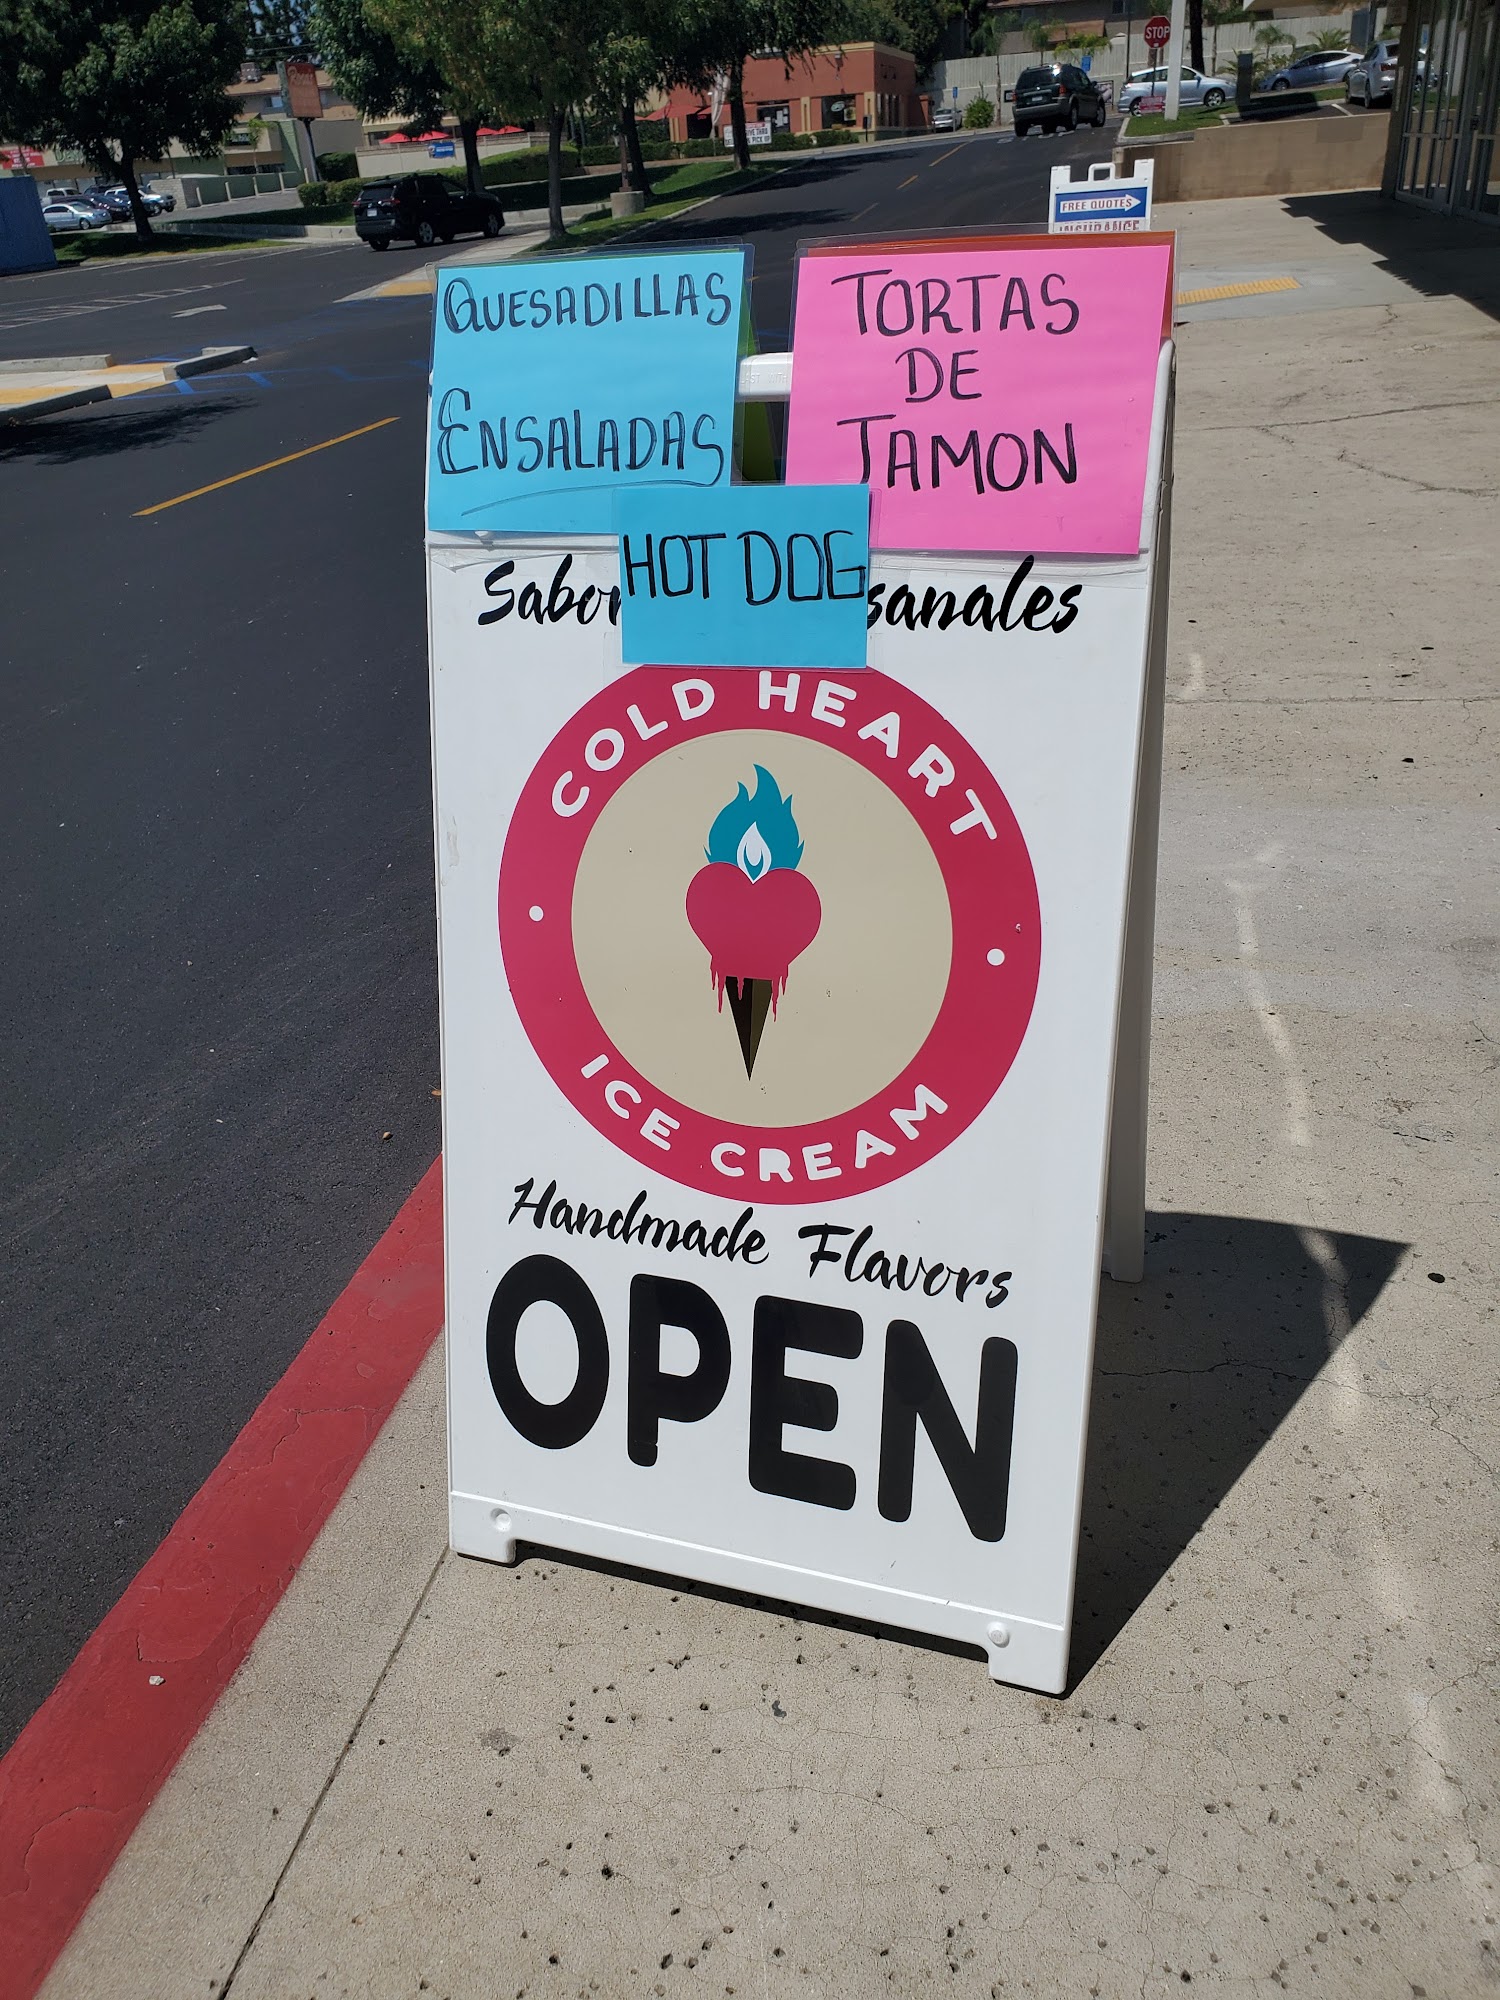 STOP
FREE QUOTES
INSURANCE
QUESADILLAS
ENSALADAS
TORTAS
DE
JAMON
HOT DOG
Sabor sanales
COLD HEART
ICE CREAM
Handmade Flavors
OPEN